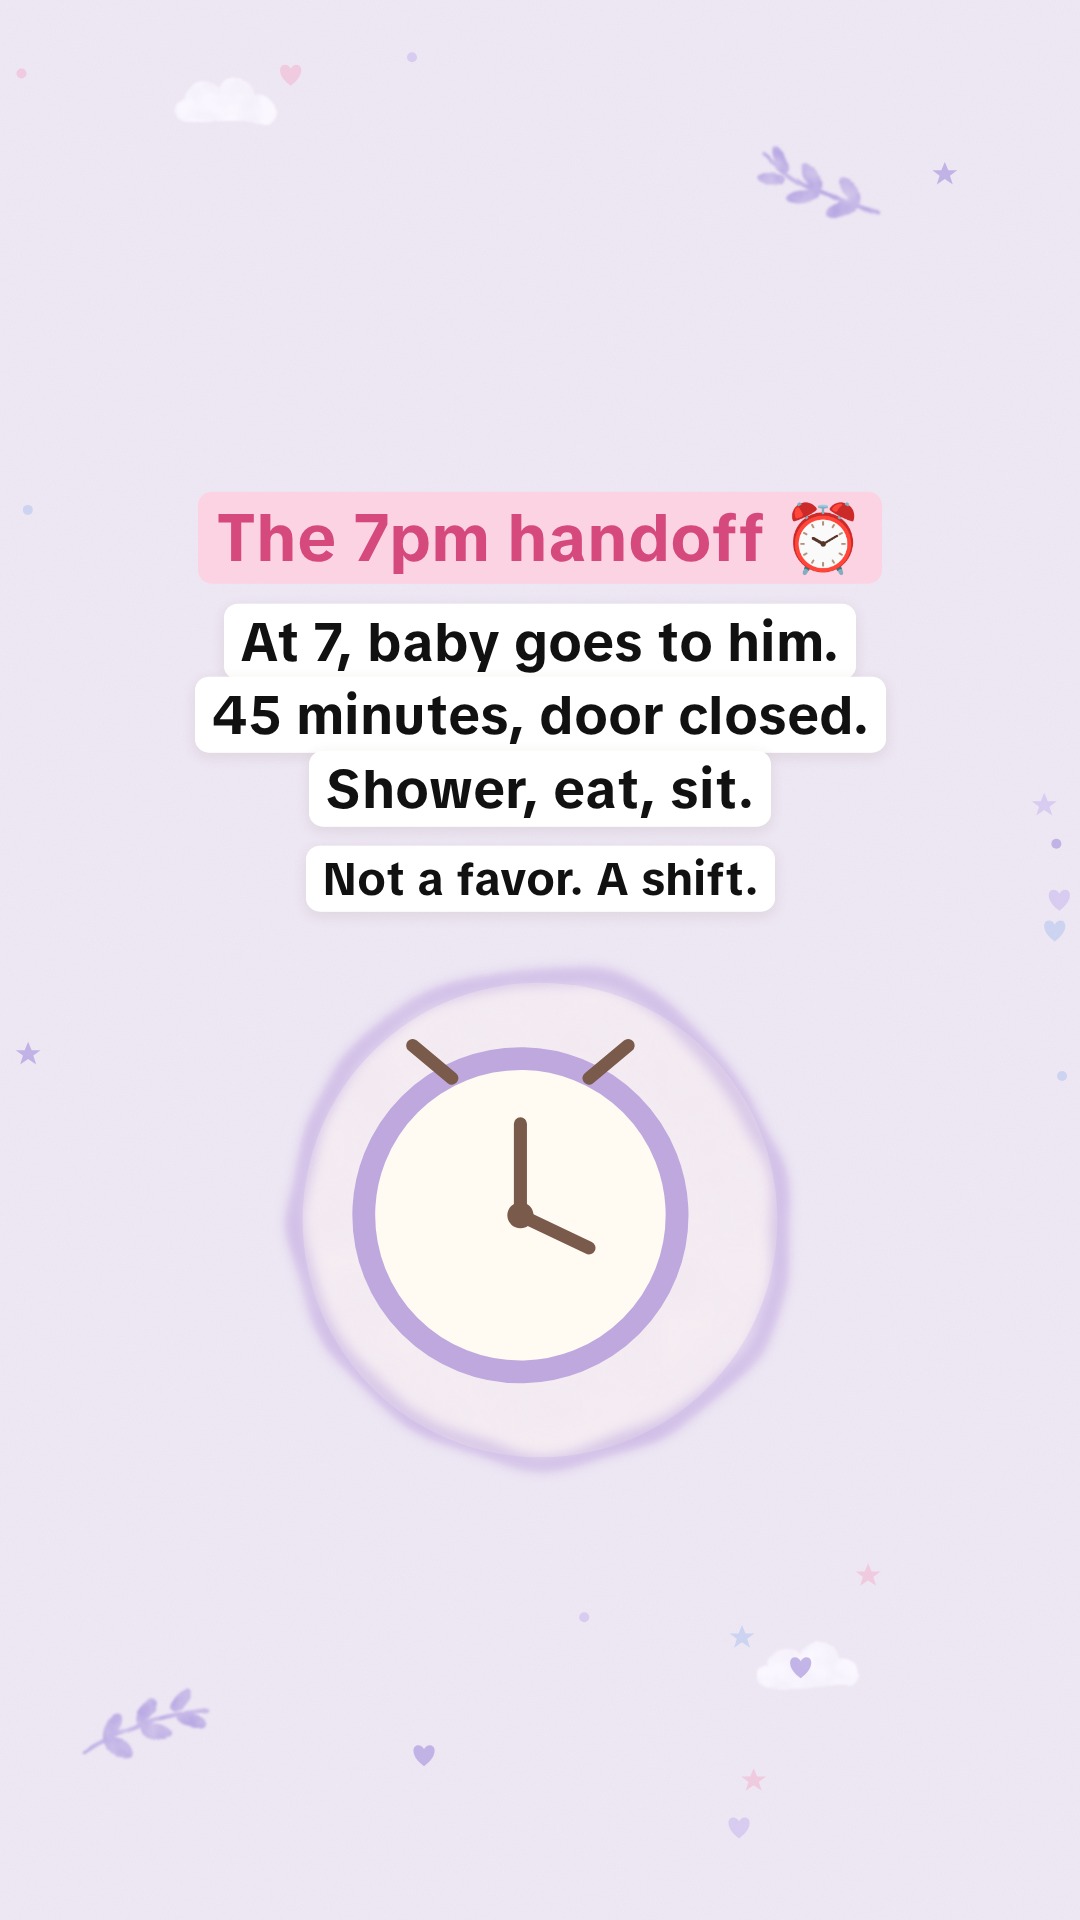 The 7pm handoff ⏰
At 7, baby goes to him.
45 minutes, door closed.
Shower, eat, sit.
Not a favor. A shift.